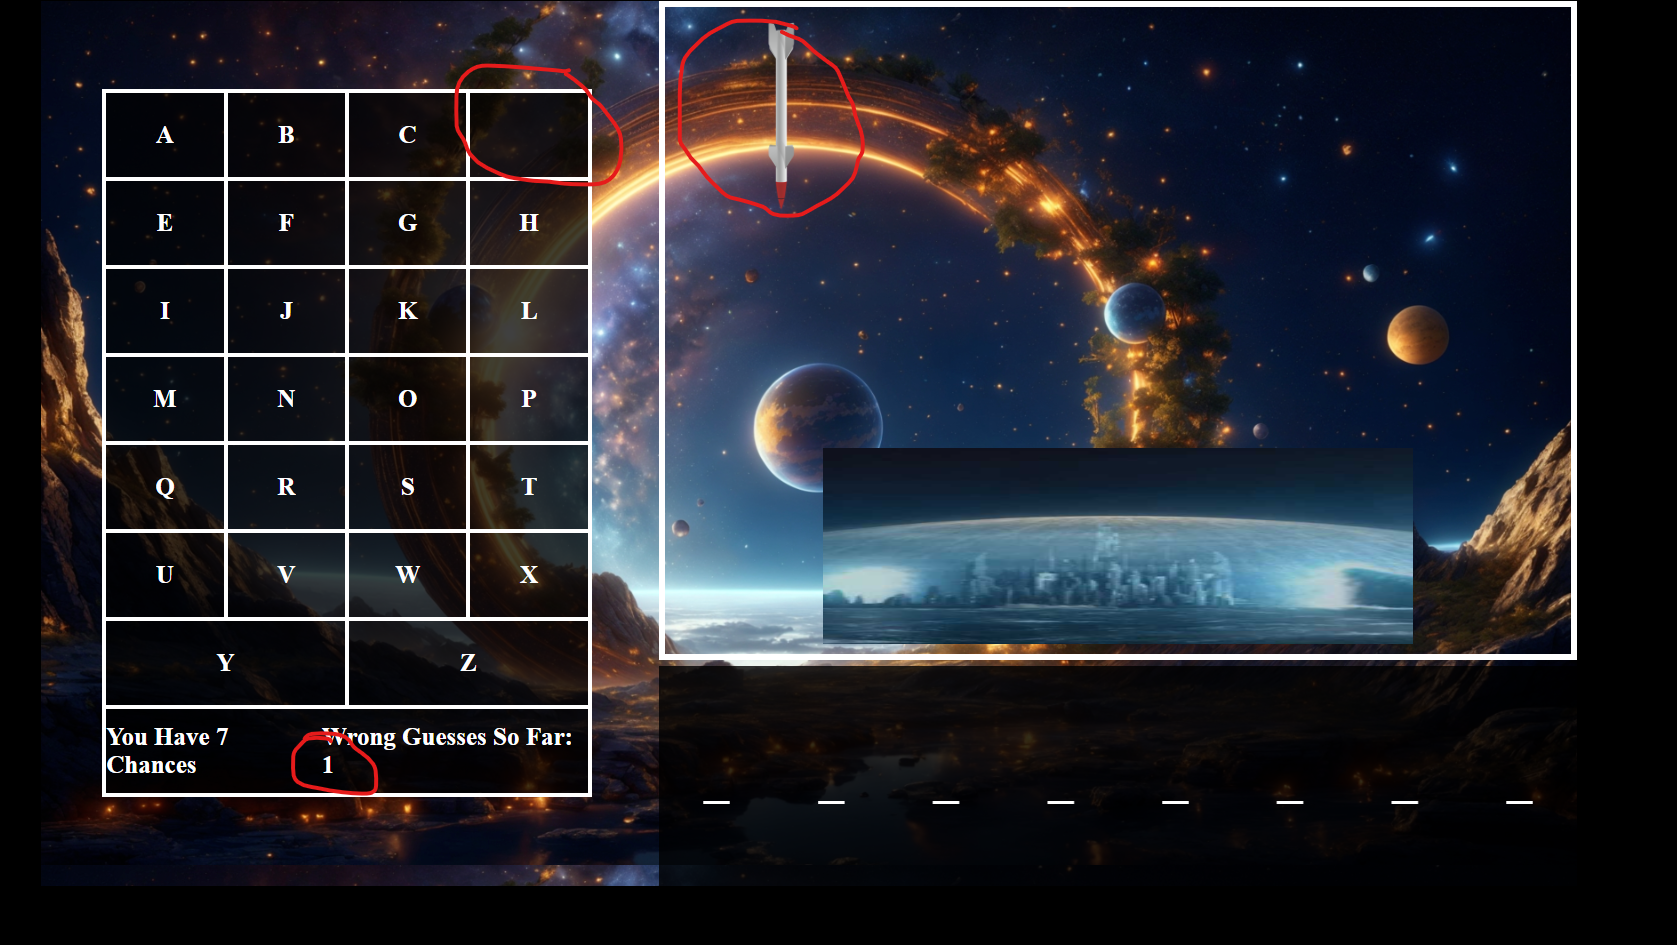 A B C
E F G H
I J K L
M N O P
Q R S T
U V W X
Y Z
You Have 7
Chances
Wrong Guesses So Far:
1